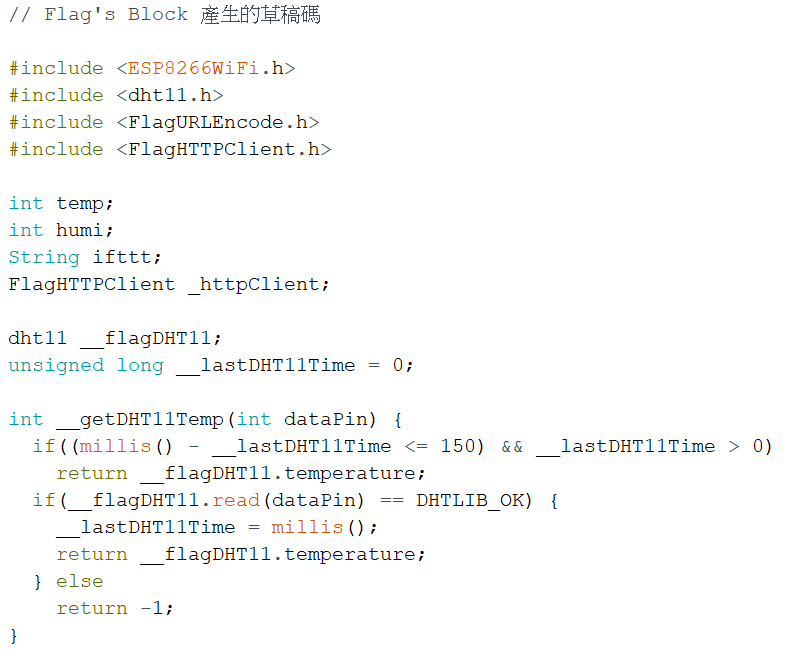 // Flag's Block 產生的草稿碼
#include <ESP8266WiFi.h>
#include <dht11.h>
#include <FlagURLEncode.h>
#include <FlagHTTPClient.h>
int temp;
int humi;
String ifttt;
FlagHTTPClient _httpClient;
dht11 __flagDHT11;
unsigned long __lastDHT11Time = 0;
int __getDHT11Temp(int dataPin) {
  if((millis() - __lastDHT11Time <= 150) && __lastDHT11Time > 0)
    return __flagDHT11.temperature;
  if(__flagDHT11.read(dataPin) == DHTLIB_OK) {
    __lastDHT11Time = millis();
    return __flagDHT11.temperature;
  } else
    return -1;
}